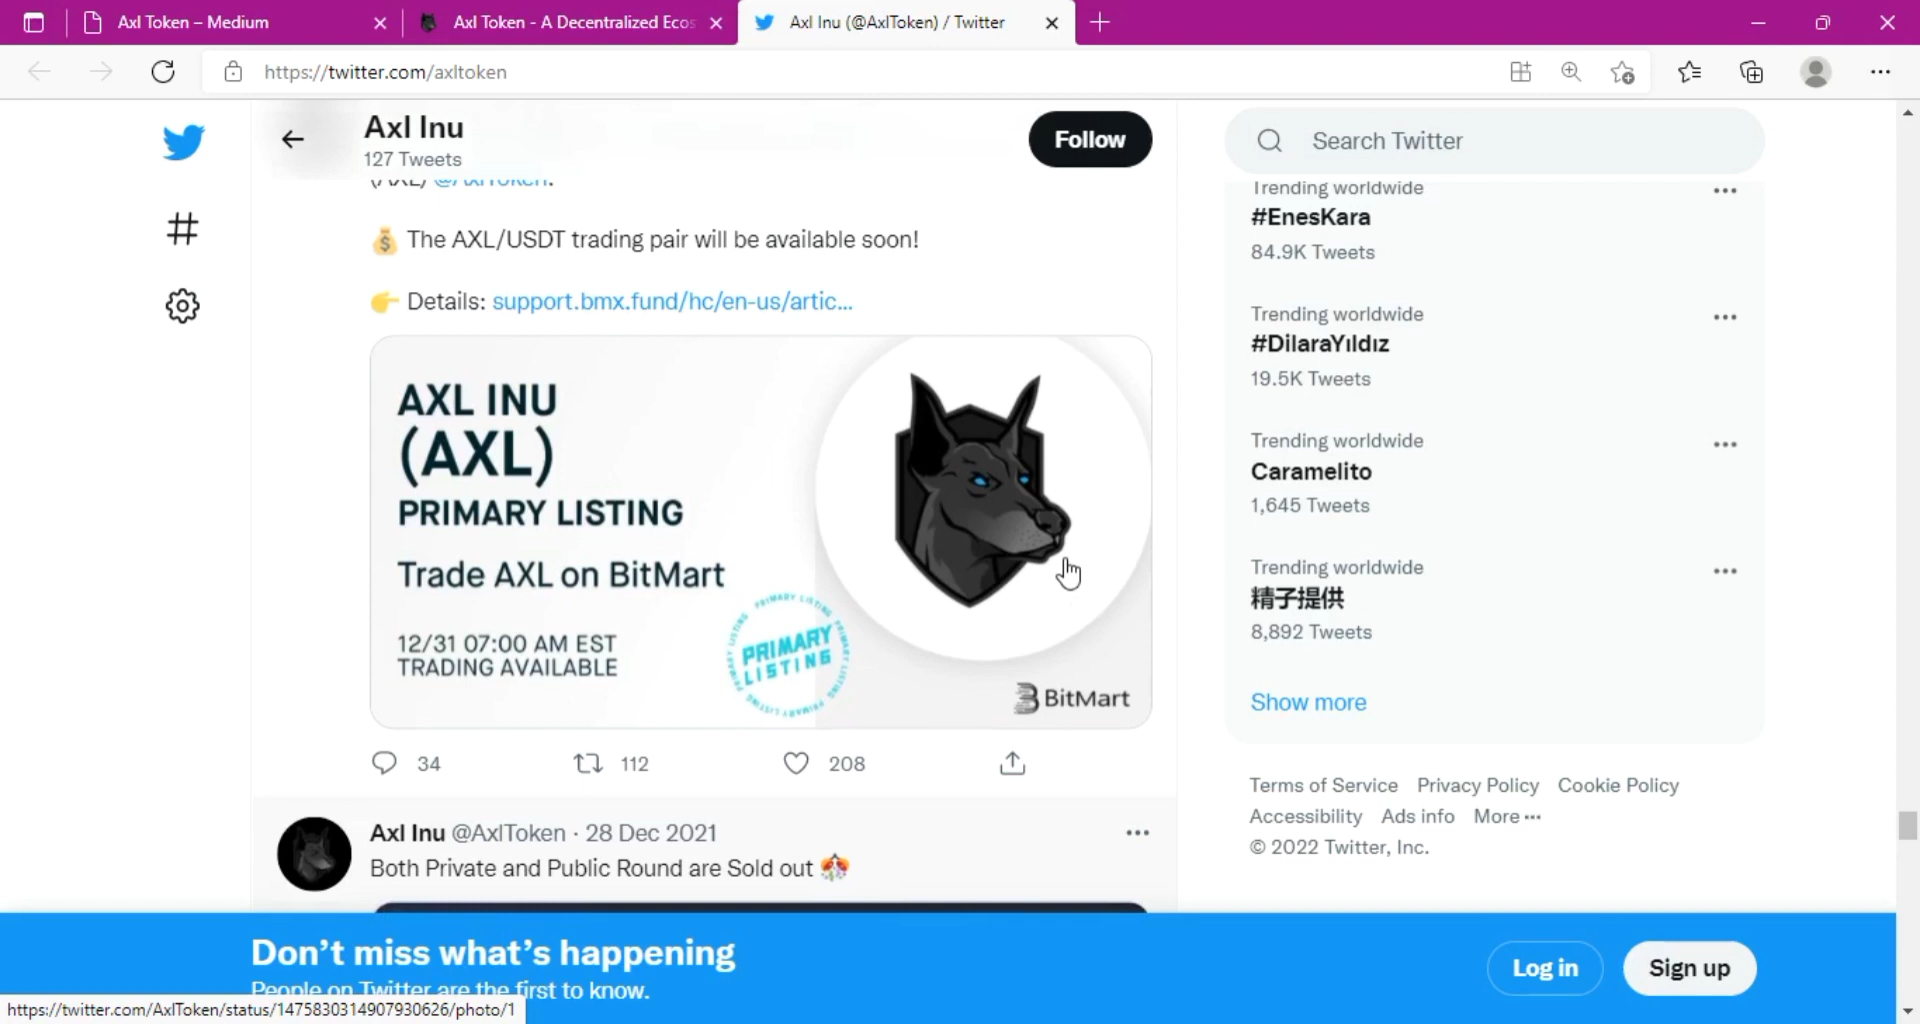 Axl Token – Medium
Axl Token - A Decentralized Ecos
Axl Inu (@AxlToken) / Twitter
https://twitter.com/axltoken
Axl Inu
127 Tweets
Follow
(AXL) @AxlToken.
The AXL/USDT trading pair will be available soon!
Details: support.bmx.fund/hc/en-us/artic...
AXL INU
(AXL)
PRIMARY LISTING
Trade AXL on BitMart
12/31 07:00 AM EST
TRADING AVAILABLE
PRIMARY LISTING
BitMart
34
112
208
Axl Inu @AxlToken · 28 Dec 2021
Both Private and Public Round are Sold out
Search Twitter
Trending worldwide
#EnesKara
84.9K Tweets
Trending worldwide
#DilaraYıldız
19.5K Tweets
Trending worldwide
Caramelito
1,645 Tweets
Trending worldwide
精子提供
8,892 Tweets
Show more
Terms of Service Privacy Policy Cookie Policy
Accessibility Ads info More ···
© 2022 Twitter, Inc.
Don't miss what's happening
People on Twitter are the first to know.
Log in
Sign up
https://twitter.com/AxlToken/status/1475830314907930626/photo/1